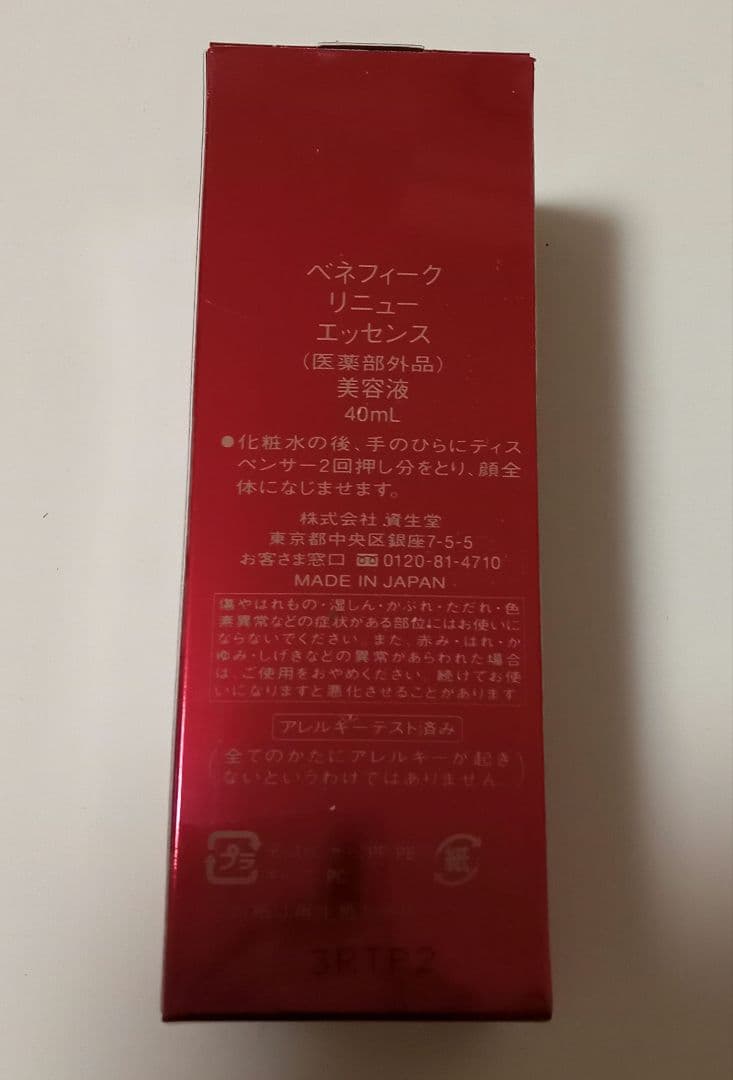 ベネフィーク
リニュー
エッセンス
(医薬部外品)
美容液
40mL
●化粧水の後、手のひらにディス
ペンサー2回押し分をとり、顔全
体になじませます。
株式会社 資生堂
東京都中央区銀座7-5-5
お客さま窓口 0120-81-4710
MADE IN JAPAN
傷やはれもの・湿しん・かぶれ・ただれ・色
素異常などの症状がある部位にはお使いに
ならないでください。また、赤み・はれ・か
ゆみ・しげきなどの異常があらわれた場合
は、ご使用をおやめください。続けてお使
いになりますと悪化させることがあります
アレルギーテスト済み
(全てのかたにアレルギーが起き
ないというわけではありません)
プラ
PP,PE
紙
PC
3RTP2